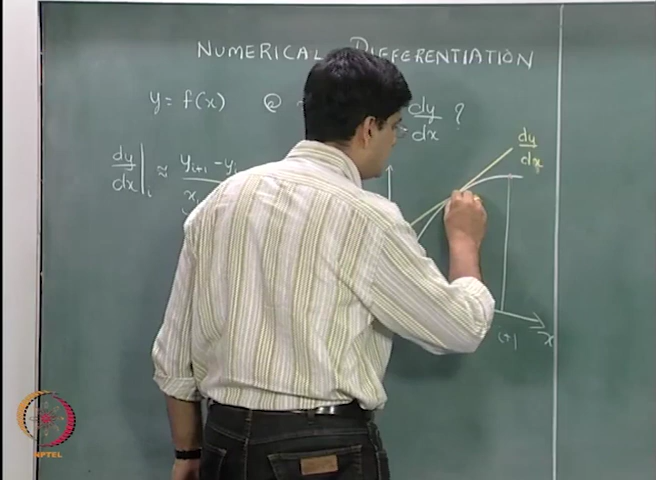 NUMERICAL DIFFERENTIATION
y = f(x) @ = dy/dx ?
dy/dx |i ≈ yi+1 - yi
dy/dx
i+1 x
NPTEL